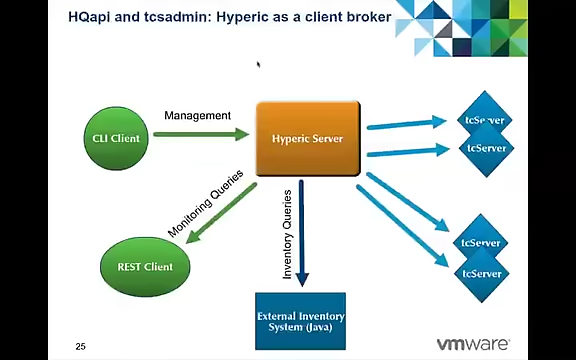 HQapi and tcsadmin: Hyperic as a client broker
Management
CLI Client
Hyperic Server
tcServer
tcServer
Monitoring Queries
Inventory Queries
REST Client
tcServer
tcServer
External Inventory
System (Java)
25
vmware